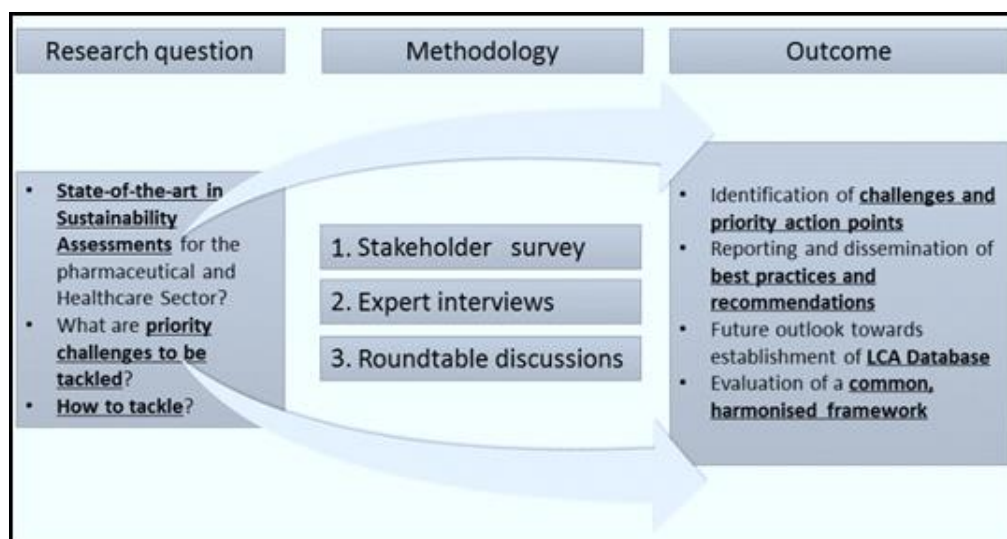 Research question
Methodology
Outcome
• State-of-the-art in
Sustainability
Assessments for the
pharmaceutical and
Healthcare Sector?
• What are priority
challenges to be
tackled?
• How to tackle?
1. Stakeholder survey
2. Expert interviews
3. Roundtable discussions
• Identification of challenges and
priority action points
• Reporting and dissemination of
best practices and
recommendations
• Future outlook towards
establishment of LCA Database
• Evaluation of a common,
harmonised framework